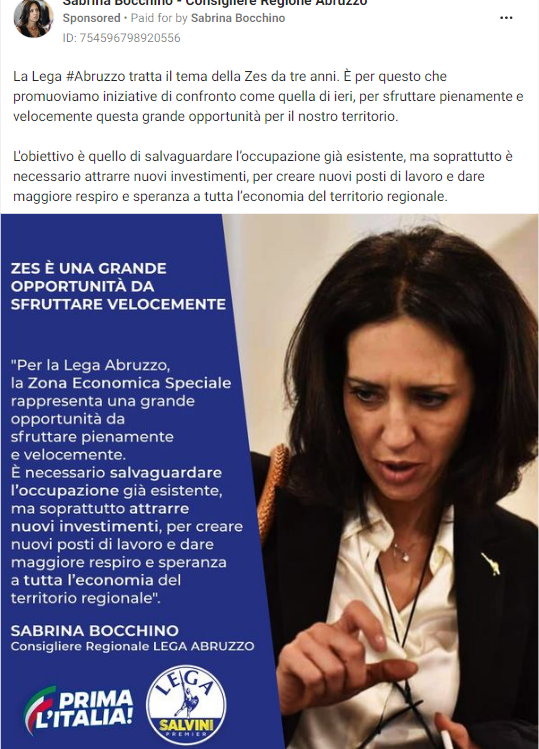 Sabrina Bocchino - Consigliere Regione Abruzzo
Sponsored • Paid for by Sabrina Bocchino
ID: 754596798920556
La Lega #Abruzzo tratta il tema della Zes da tre anni. È per questo che
promuoviamo iniziative di confronto come quella di ieri, per sfruttare pienamente e
velocemente questa grande opportunità per il nostro territorio.
L'obiettivo è quello di salvaguardare l’occupazione già esistente, ma soprattutto è
necessario attrarre nuovi investimenti, per creare nuovi posti di lavoro e dare
maggiore respiro e speranza a tutta l’economia del territorio regionale.
ZES È UNA GRANDE
OPPORTUNITÀ DA
SFRUTTARE VELOCEMENTE
"Per la Lega Abruzzo,
la Zona Economica Speciale
rappresenta una grande
opportunità da
sfruttare pienamente
e velocemente.
È necessario salvaguardare
l’occupazione già esistente,
ma soprattutto attrarre
nuovi investimenti, per creare
nuovi posti di lavoro e dare
maggiore respiro e speranza
a tutta l’economia del
territorio regionale".
SABRINA BOCCHINO
Consigliere Regionale LEGA ABRUZZO
PRIMA
L'ITALIA!
LEGA
SALVINI
PREMIER